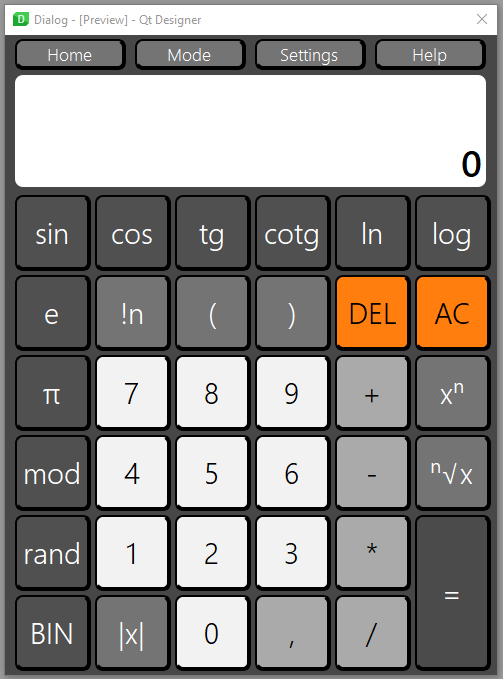 Dialog - [Preview] - Qt Designer
Home Mode Settings Help
0
sin cos tg cotg ln log
e !n ( ) DEL AC
π 7 8 9 + xⁿ
mod 4 5 6 - ⁿ√x
rand 1 2 3 *
=
BIN |x| 0 , /